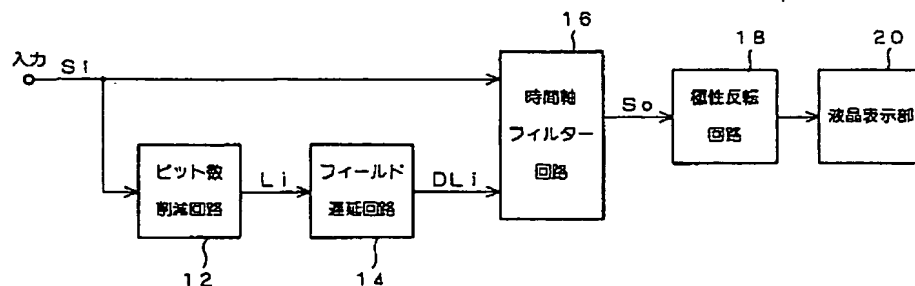 16
18
20
入力
Si
時間軸
フィルター
回路
So
極性反転
回路
液晶表示部
ビット数
削減回路
Li
フィールド
遅延回路
DLi
12
14